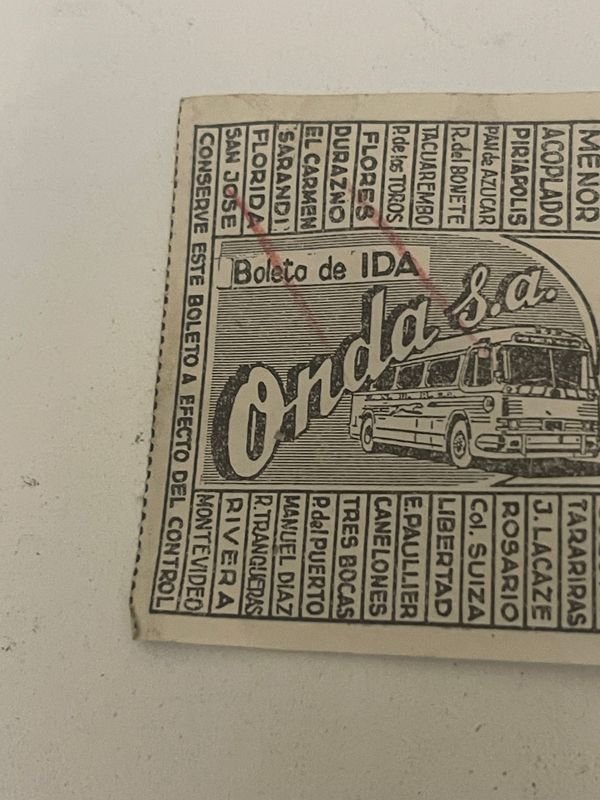 MENOR
ACOPLADO
PIRIAPOLIS
PAN de AZUCAR
R. del BONETE
TACUAREMBO
P. de los TOROS
FLORES
DURAZNO
EL CARMEN
SARANDI
FLORIDA
SAN JOSE
CONSERVE ESTE BOLETO A EFECTO DEL CONTROL
Boleto de IDA
Onda s.a.
MONTEVIDEO
RIVERA
R. TRANQUERAS
MANUEL DIAZ
P. del PUERTO
TRES BOCAS
CANELONES
E. PAULLIER
LIBERTAD
Col. SUIZA
ROSARIO
J. LACAZE
TARARIRAS